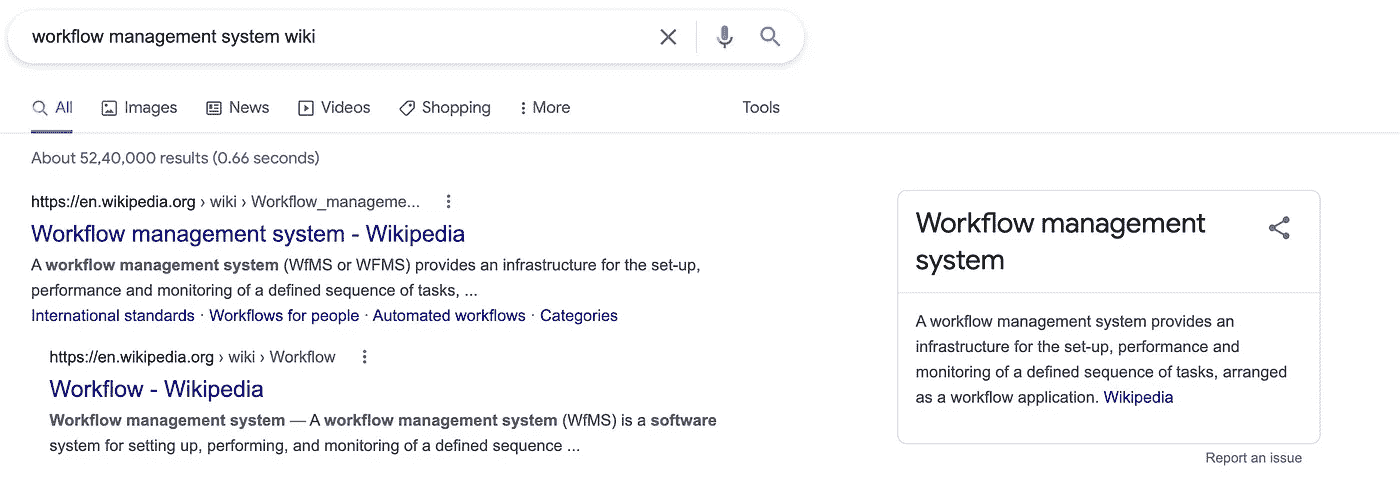 workflow management system wiki
All Images News Videos Shopping More Tools
About 52,40,000 results (0.66 seconds)
https://en.wikipedia.org › wiki › Workflow_manageme...
Workflow management system - Wikipedia
A workflow management system (WfMS or WFMS) provides an infrastructure for the set-up,
performance and monitoring of a defined sequence of tasks, ...
International standards · Workflows for people · Automated workflows · Categories
https://en.wikipedia.org › wiki › Workflow
Workflow - Wikipedia
Workflow management system — A workflow management system (WfMS) is a software
system for setting up, performing, and monitoring of a defined sequence ...
Workflow management
system
A workflow management system provides an
infrastructure for the set-up, performance and
monitoring of a defined sequence of tasks, arranged
as a workflow application. Wikipedia
Report an issue